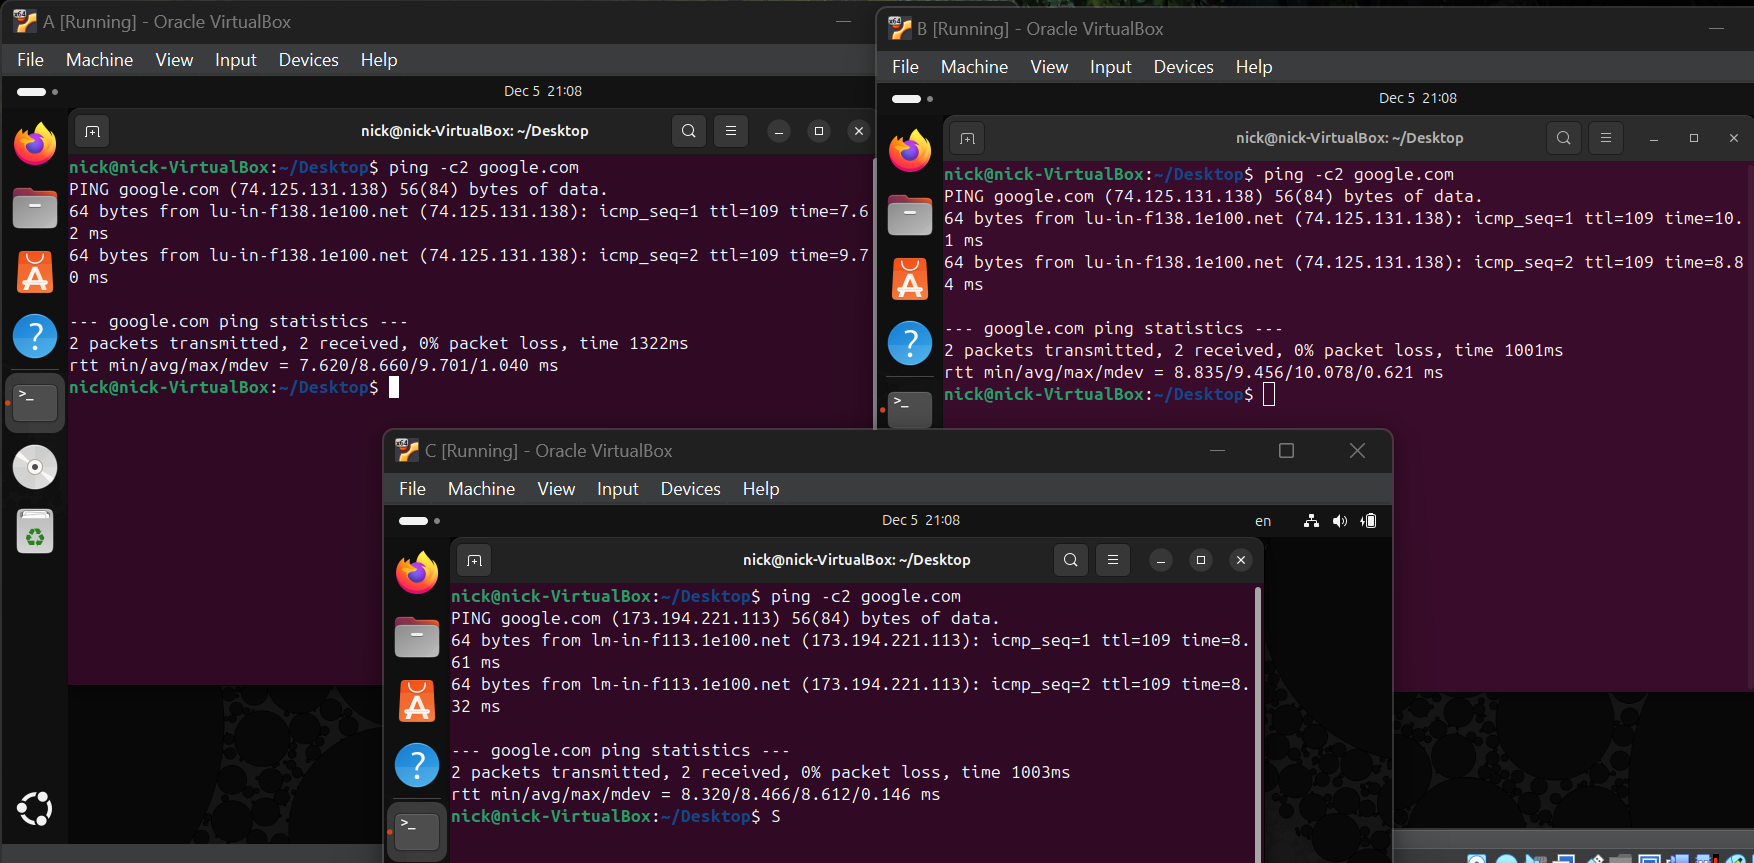 A [Running] - Oracle VirtualBox
File Machine View Input Devices Help
Dec 5 21:08
nick@nick-VirtualBox: ~/Desktop
nick@nick-VirtualBox:~/Desktop$ ping -c2 google.com
PING google.com (74.125.131.138) 56(84) bytes of data.
64 bytes from lu-in-f138.1e100.net (74.125.131.138): icmp_seq=1 ttl=109 time=7.6
2 ms
64 bytes from lu-in-f138.1e100.net (74.125.131.138): icmp_seq=2 ttl=109 time=9.7
0 ms
--- google.com ping statistics ---
2 packets transmitted, 2 received, 0% packet loss, time 1322ms
rtt min/avg/max/mdev = 7.620/8.660/9.701/1.040 ms
nick@nick-VirtualBox:~/Desktop$
B [Running] - Oracle VirtualBox
File Machine View Input Devices Help
Dec 5 21:08
nick@nick-VirtualBox: ~/Desktop
nick@nick-VirtualBox:~/Desktop$ ping -c2 google.com
PING google.com (74.125.131.138) 56(84) bytes of data.
64 bytes from lu-in-f138.1e100.net (74.125.131.138): icmp_seq=1 ttl=109 time=10.
1 ms
64 bytes from lu-in-f138.1e100.net (74.125.131.138): icmp_seq=2 ttl=109 time=8.8
4 ms
--- google.com ping statistics ---
2 packets transmitted, 2 received, 0% packet loss, time 1001ms
rtt min/avg/max/mdev = 8.835/9.456/10.078/0.621 ms
nick@nick-VirtualBox:~/Desktop$
C [Running] - Oracle VirtualBox
File Machine View Input Devices Help
Dec 5 21:08 en
nick@nick-VirtualBox: ~/Desktop
nick@nick-VirtualBox:~/Desktop$ ping -c2 google.com
PING google.com (173.194.221.113) 56(84) bytes of data.
64 bytes from lm-in-f113.1e100.net (173.194.221.113): icmp_seq=1 ttl=109 time=8.
61 ms
64 bytes from lm-in-f113.1e100.net (173.194.221.113): icmp_seq=2 ttl=109 time=8.
32 ms
--- google.com ping statistics ---
2 packets transmitted, 2 received, 0% packet loss, time 1003ms
rtt min/avg/max/mdev = 8.320/8.466/8.612/0.146 ms
nick@nick-VirtualBox:~/Desktop$ S